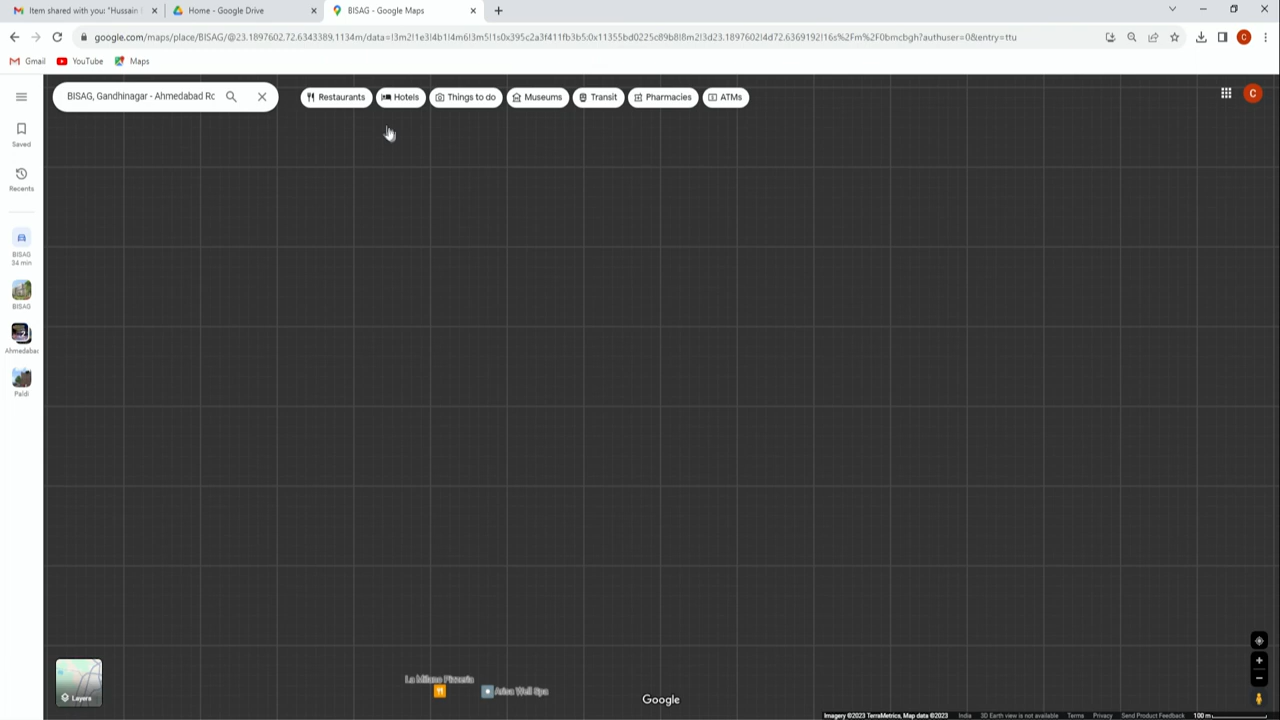 Item shared with you: "Hussain
Home - Google Drive
BISAG - Google Maps
google.com/maps/place/BISAG/@23.1897602,72.6343389,1134m/data=!3m2!1e3!4b1!4m6!3m5!1s0x395c2a3f411fb3b5:0x11355bd0225c89b8!8m2!3d23.1897602!4d72.6369192!16s%2Fm%2F0bmcbgh?authuser=0&entry=ttu
C
Gmail
YouTube
Maps
BISAG, Gandhinagar - Ahmedabad Rc
Restaurants
Hotels
Things to do
Museums
Transit
Pharmacies
ATMs
C
Saved
Recents
BISAG
34 min
BISAG
Ahmedabad
Paldi
Layers
La Milano Pizzeria
Arisa Well Spa
Google
Imagery ©2023 TerraMetrics, Map data ©2023 India 3D Earth view is not available Terms Privacy Send Product Feedback 100 m